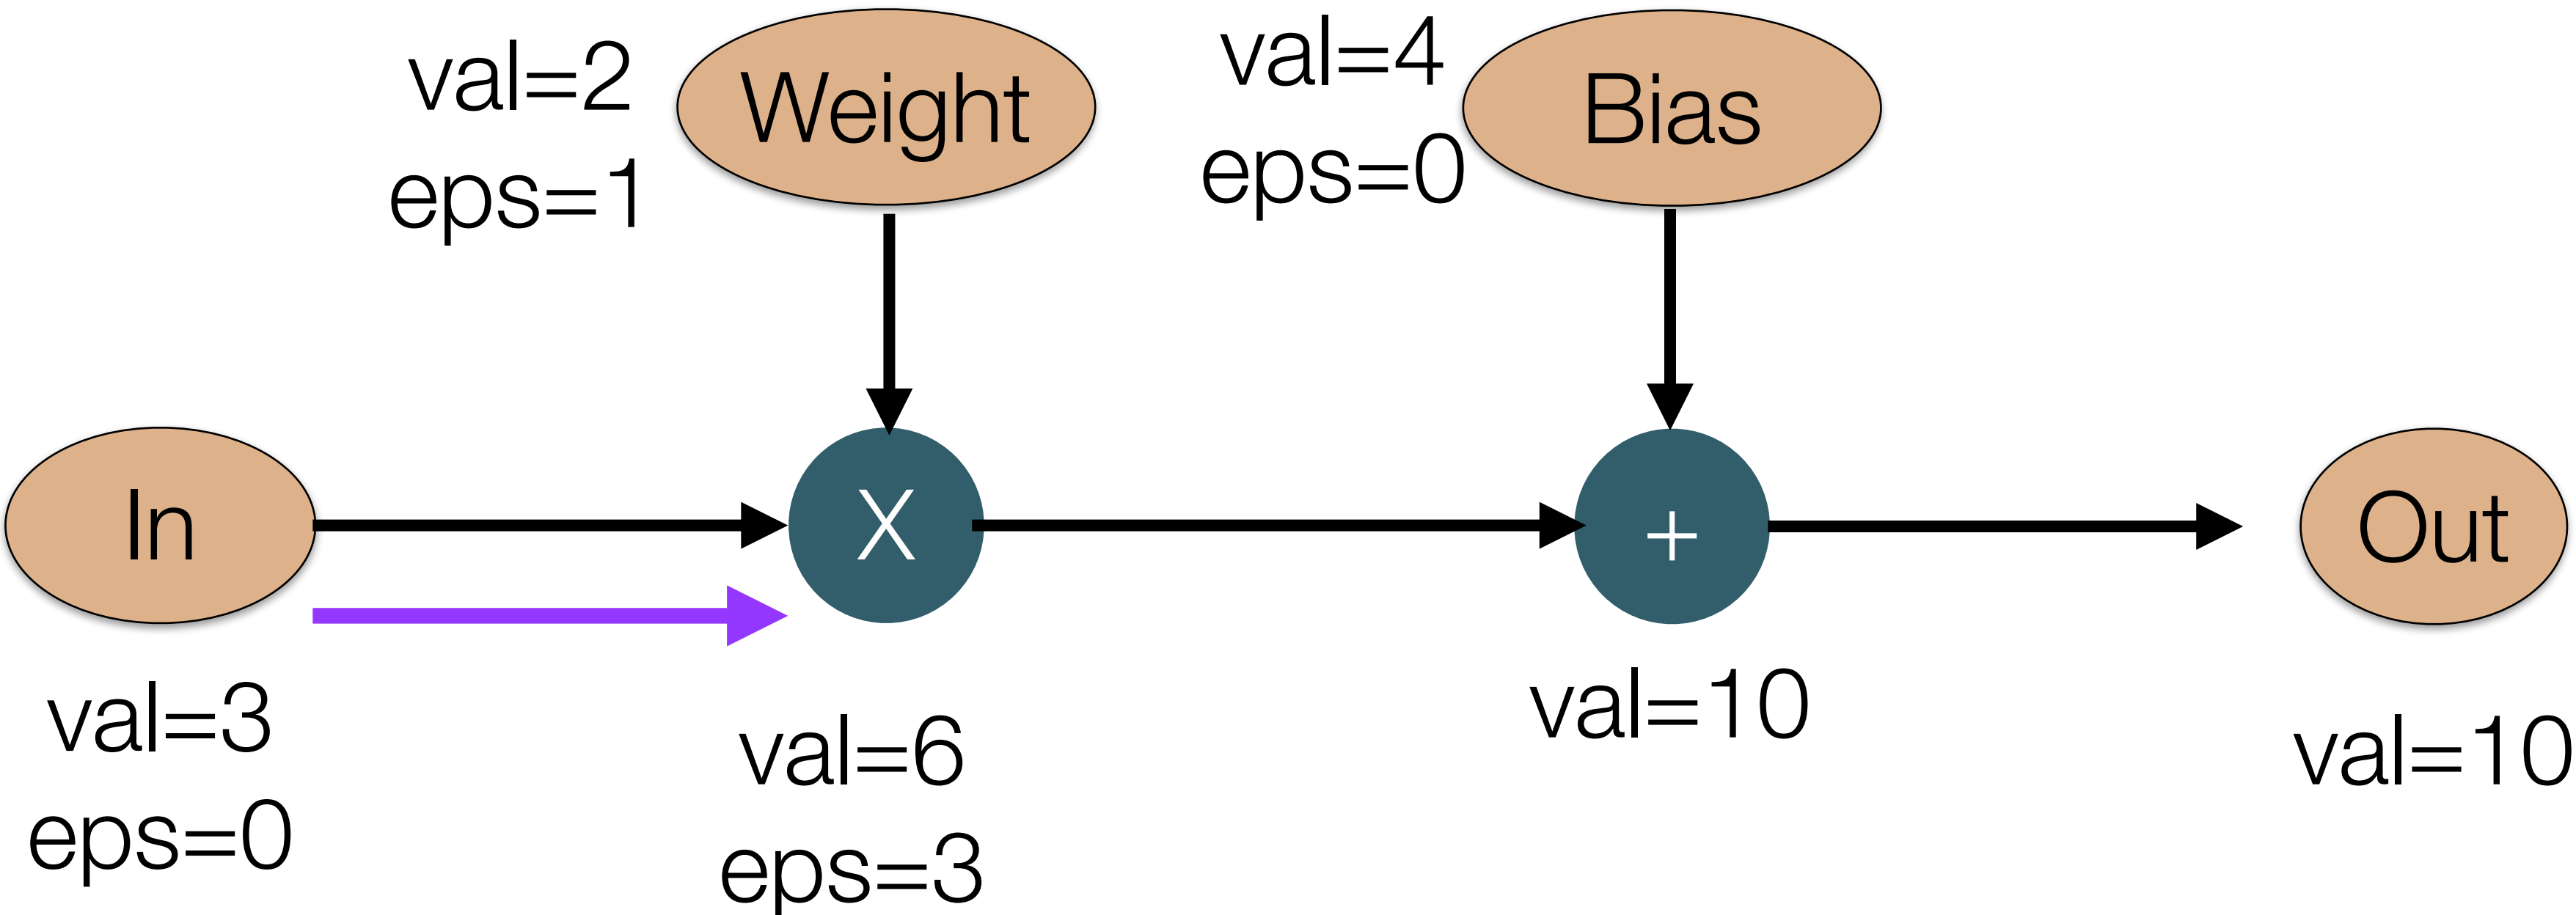 val=2
eps=1
Weight
val=4
eps=0
Bias
In
X
+
Out
val=3
eps=0
val=6
eps=3
val=10
val=10